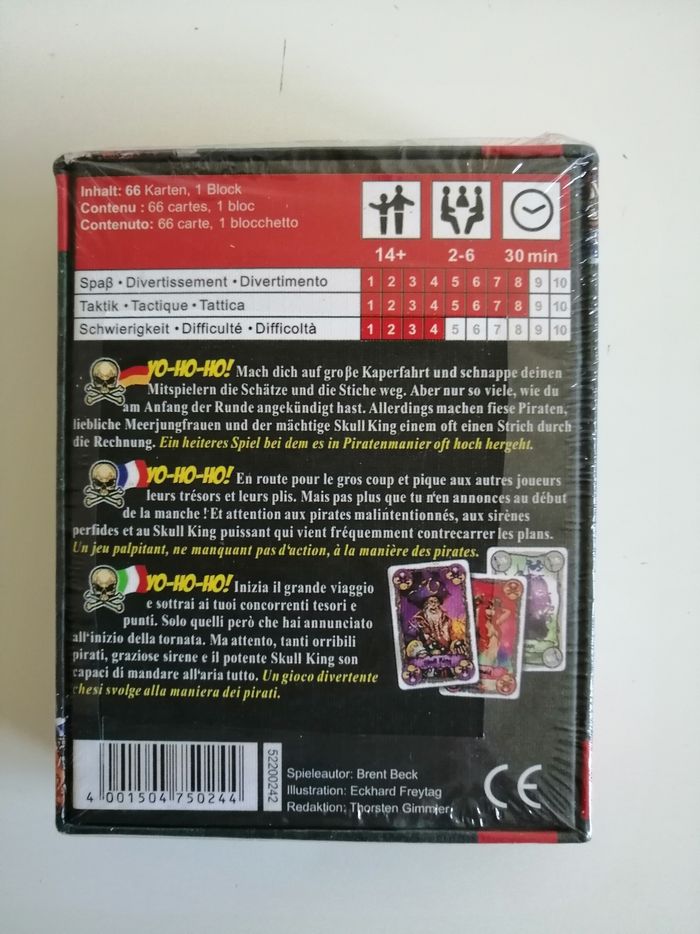 Inhalt: 66 Karten, 1 Block
Contenu : 66 cartes, 1 bloc
Contenuto: 66 carte, 1 blocchetto
14+ 2-6 30 min
Spaß • Divertissement • Divertimento 1 2 3 4 5 6 7 8 9 10
Taktik • Tactique • Tattica 1 2 3 4 5 6 7 8 9 10
Schwierigkeit • Difficulté • Difficoltà 1 2 3 4 5 6 7 8 9 10
YO-HO-HO! Mach dich auf große Kaperfahrt und schnappe deinen
Mitspielern die Schätze und die Stiche weg. Aber nur so viele, wie du
am Anfang der Runde angekündigt hast. Allerdings machen fiese Piraten,
liebliche Meerjungfrauen und der mächtige Skull King einem oft einen Strich durch
die Rechnung. Ein heiteres Spiel bei dem es in Piratenmanier oft hoch hergeht.
YO-HO-HO! En route pour le gros coup et pique aux autres joueurs
leurs trésors et leurs plis. Mais pas plus que tu n'en annonces au début
de la manche ! Et attention aux pirates malintentionnés, aux sirènes
perfides et au Skull King puissant qui vient fréquemment contrecarrer les plans.
Un jeu palpitant, ne manquant pas d'action, à la manière des pirates.
YO-HO-HO! Inizia il grande viaggio
e sottrai ai tuoi concorrenti tesori e
punti. Solo quelli però che hai annunciato
all'inizio della tornata. Ma attento, tanti orribili
pirati, graziose sirene e il potente Skull King son
capaci di mandare all'aria tutto. Un gioco divertente
chesi svolge alla maniera dei pirati.
Skull King
4 001504 750244
52200242
Spieleautor: Brent Beck
Illustration: Eckhard Freytag
Redaktion: Thorsten Gimmler
CE